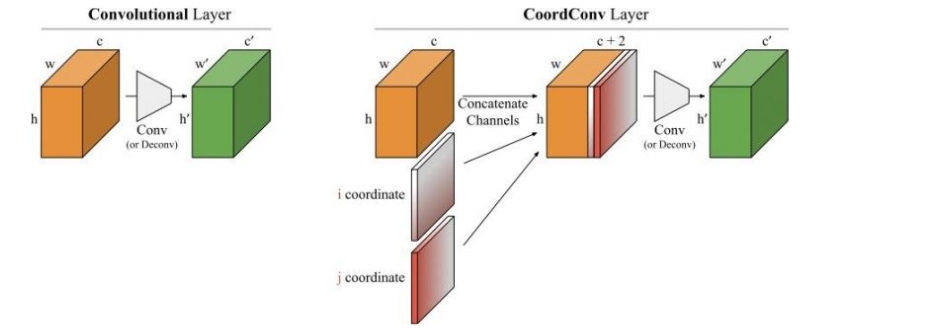 Convolutional Layer
c
w
h
Conv
(or Deconv)
c′
w′
h′
CoordConv Layer
c
w
h
Concatenate
Channels
i coordinate
j coordinate
c + 2
w
h
Conv
(or Deconv)
c′
w′
h′